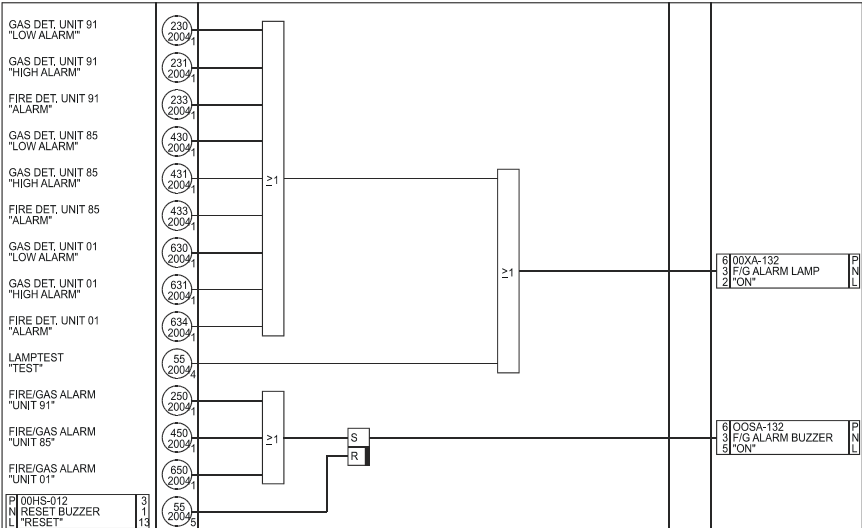 GAS DET. UNIT 91
"LOW ALARM"
230
2004 1
GAS DET. UNIT 91
"HIGH ALARM"
231
2004 1
FIRE DET. UNIT 91
"ALARM"
233
2004 1
GAS DET. UNIT 85
"LOW ALARM"
430
2004 1
GAS DET. UNIT 85
"HIGH ALARM"
431
2004 1
FIRE DET. UNIT 85
"ALARM"
433
2004 1
GAS DET. UNIT 01
"LOW ALARM"
630
2004 1
GAS DET. UNIT 01
"HIGH ALARM"
631
2004 1
FIRE DET. UNIT 01
"ALARM"
634
2004 1
≥1
≥1
6 00XA-132 P
3 F/G ALARM LAMP N
2 "ON" L
LAMPTEST
"TEST"
55
2004 4
FIRE/GAS ALARM
"UNIT 91"
250
2004 1
FIRE/GAS ALARM
"UNIT 85"
450
2004 1
FIRE/GAS ALARM
"UNIT 01"
650
2004 1
≥1
S
R
6 OOSA-132 P
3 F/G ALARM BUZZER N
5 "ON" L
P 00HS-012 3
N RESET BUZZER 1
L "RESET" 13
55
2004 5